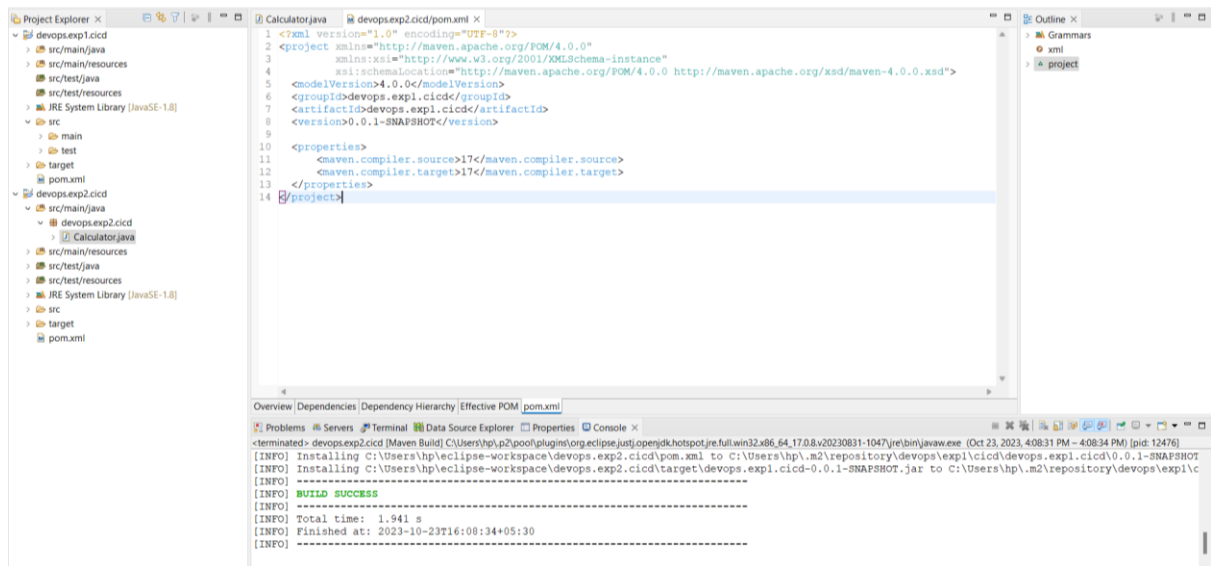 Project Explorer ×
devops.exp1.cicd
src/main/java
src/main/resources
src/test/java
src/test/resources
JRE System Library [JavaSE-1.8]
src
main
test
target
pom.xml
devops.exp2.cicd
src/main/java
devops.exp2.cicd
Calculator.java
src/main/resources
src/test/java
src/test/resources
JRE System Library [JavaSE-1.8]
src
target
pom.xml
Calculator.java devops.exp2.cicd/pom.xml ×
1 <?xml version="1.0" encoding="UTF-8"?>
2 <project xmlns="http://maven.apache.org/POM/4.0.0"
3 xmlns:xsi="http://www.w3.org/2001/XMLSchema-instance"
4 xsi:schemaLocation="http://maven.apache.org/POM/4.0.0 http://maven.apache.org/xsd/maven-4.0.0.xsd">
5 <modelVersion>4.0.0</modelVersion>
6 <groupId>devops.exp1.cicd</groupId>
7 <artifactId>devops.exp1.cicd</artifactId>
8 <version>0.0.1-SNAPSHOT</version>
9
10 <properties>
11 <maven.compiler.source>17</maven.compiler.source>
12 <maven.compiler.target>17</maven.compiler.target>
13 </properties>
14 </project>
Overview Dependencies Dependency Hierarchy Effective POM pom.xml
Outline ×
Grammars
xml
project
Problems Servers Terminal Data Source Explorer Properties Console ×
<terminated> devops.exp2.cicd [Maven Build] C:\Users\hp\.p2\pool\plugins\org.eclipse.justj.openjdk.hotspot.jre.full.win32.x86_64_17.0.8.v20230831-1047\jre\bin\javaw.exe (Oct 23, 2023, 4:08:31 PM – 4:08:34 PM) [pid: 12476]
[INFO] Installing C:\Users\hp\eclipse-workspace\devops.exp2.cicd\pom.xml to C:\Users\hp\.m2\repository\devops\exp1\cicd\devops.exp1.cicd\0.0.1-SNAPSHOT
[INFO] Installing C:\Users\hp\eclipse-workspace\devops.exp2.cicd\target\devops.exp1.cicd-0.0.1-SNAPSHOT.jar to C:\Users\hp\.m2\repository\devops\exp1\c
[INFO] ------------------------------------------------------------------------
[INFO] BUILD SUCCESS
[INFO] ------------------------------------------------------------------------
[INFO] Total time: 1.941 s
[INFO] Finished at: 2023-10-23T16:08:34+05:30
[INFO] ------------------------------------------------------------------------